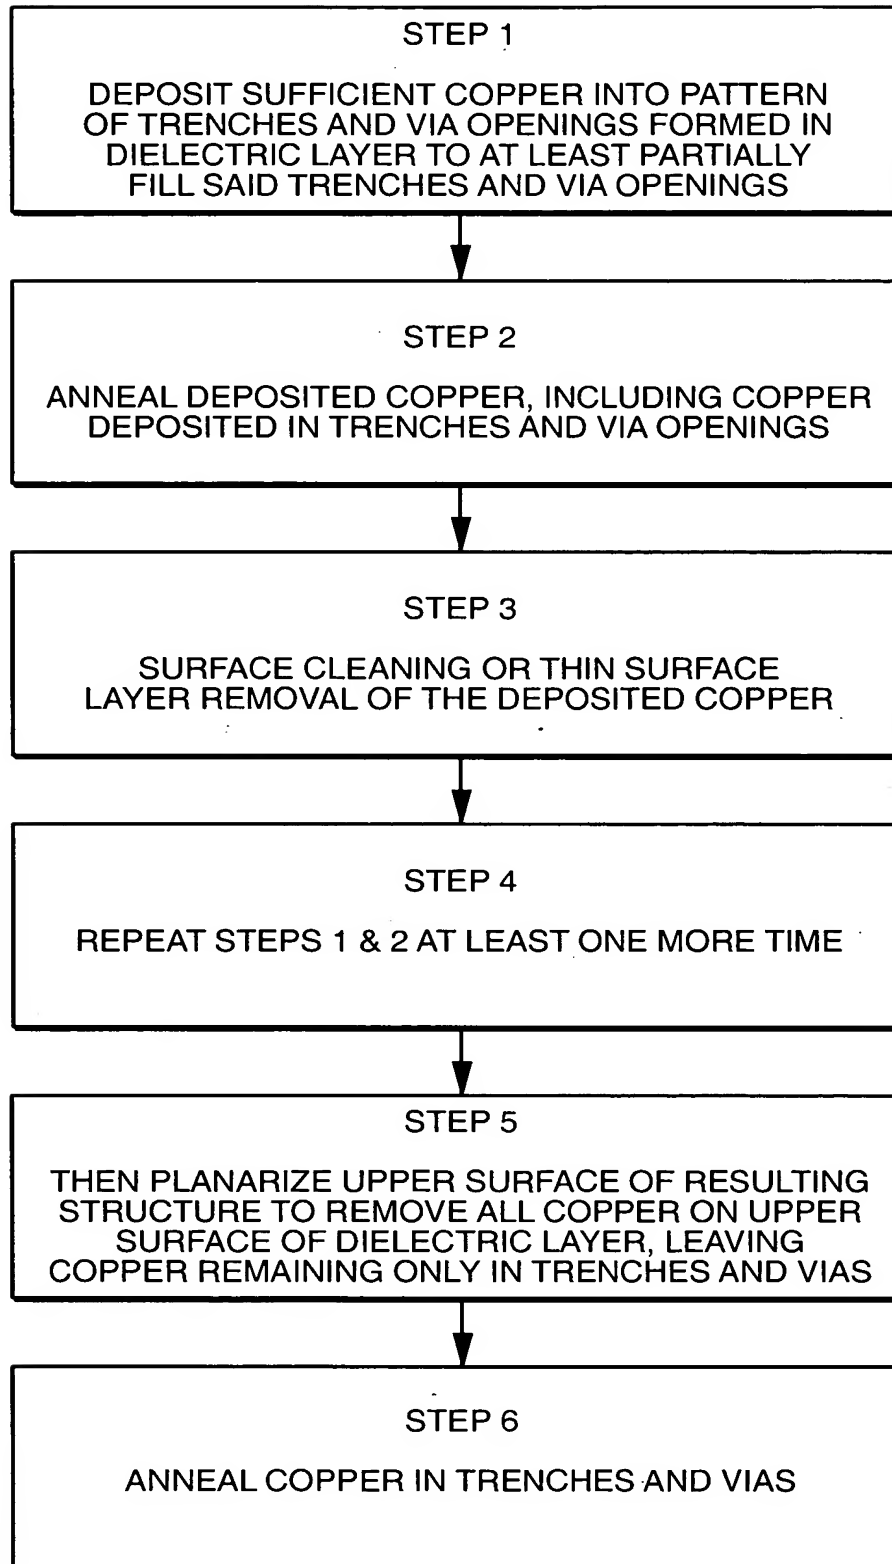 STEP 1
DEPOSIT SUFFICIENT COPPER INTO PATTERN
OF TRENCHES AND VIA OPENINGS FORMED IN
DIELECTRIC LAYER TO AT LEAST PARTIALLY
FILL SAID TRENCHES AND VIA OPENINGS
STEP 2
ANNEAL DEPOSITED COPPER, INCLUDING COPPER
DEPOSITED IN TRENCHES AND VIA OPENINGS
STEP 3
SURFACE CLEANING OR THIN SURFACE
LAYER REMOVAL OF THE DEPOSITED COPPER
STEP 4
REPEAT STEPS 1 & 2 AT LEAST ONE MORE TIME
STEP 5
THEN PLANARIZE UPPER SURFACE OF RESULTING
STRUCTURE TO REMOVE ALL COPPER ON UPPER
SURFACE OF DIELECTRIC LAYER, LEAVING
COPPER REMAINING ONLY IN TRENCHES AND VIAS
STEP 6
ANNEAL COPPER IN TRENCHES AND VIAS